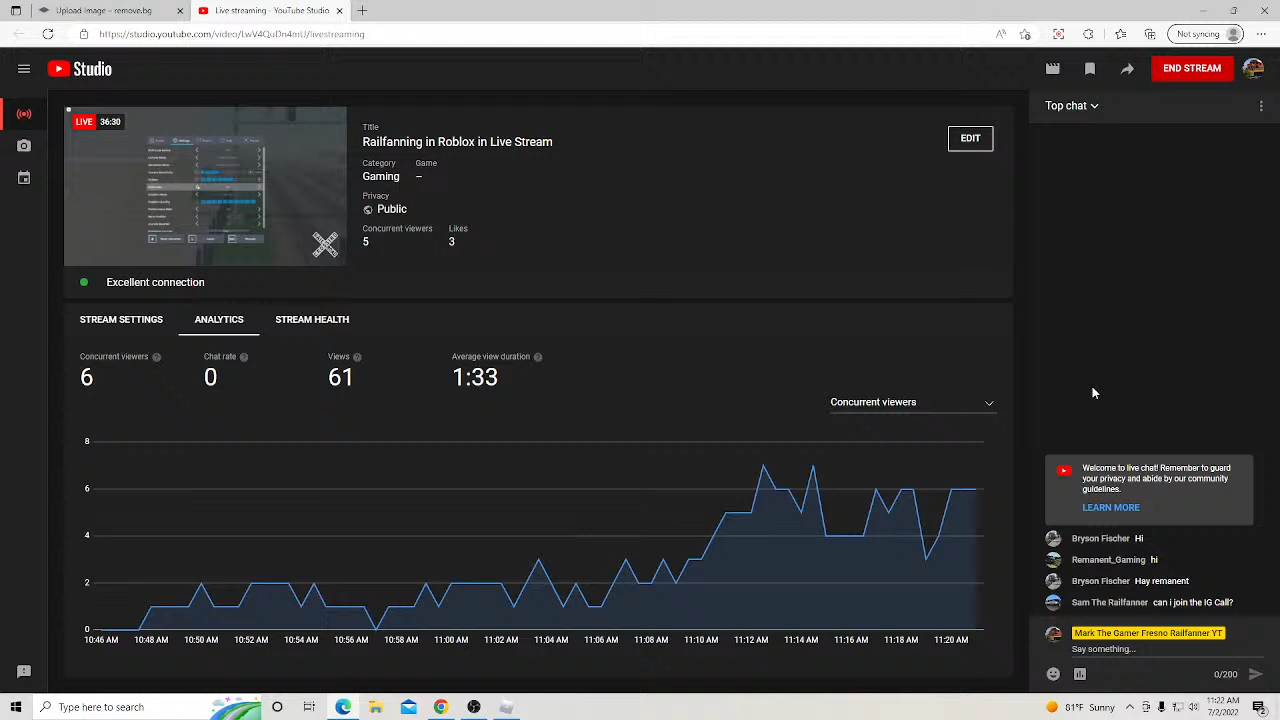 Upload Image – remove.bg
Live streaming - YouTube Studio
https://studio.youtube.com/video/LwV4QuDn4mU/livestreaming
Not syncing
Studio
END STREAM
LIVE 36:30
Title
Railfanning in Roblox in Live Stream
EDIT
Category Game
Gaming –
Privacy
Public
Concurrent viewers Likes
5 3
Excellent connection
STREAM SETTINGS ANALYTICS STREAM HEALTH
Concurrent viewers Chat rate Views Average view duration
6 0 61 1:33
Concurrent viewers
8
6
4
2
0
10:46 AM 10:48 AM 10:50 AM 10:52 AM 10:54 AM 10:56 AM 10:58 AM 11:00 AM 11:02 AM 11:04 AM 11:06 AM 11:08 AM 11:10 AM 11:12 AM 11:14 AM 11:16 AM 11:18 AM 11:20 AM
Top chat
Welcome to live chat! Remember to guard
your privacy and abide by our community
guidelines.
LEARN MORE
Bryson Fischer Hi
Remanent_Gaming hi
Bryson Fischer Hay remanent
Sam The Railfanner can i join the IG Call?
Mark The Gamer Fresno Railfanner YT
Say something...
0/200
Type here to search
81°F Sunny
11:22 AM